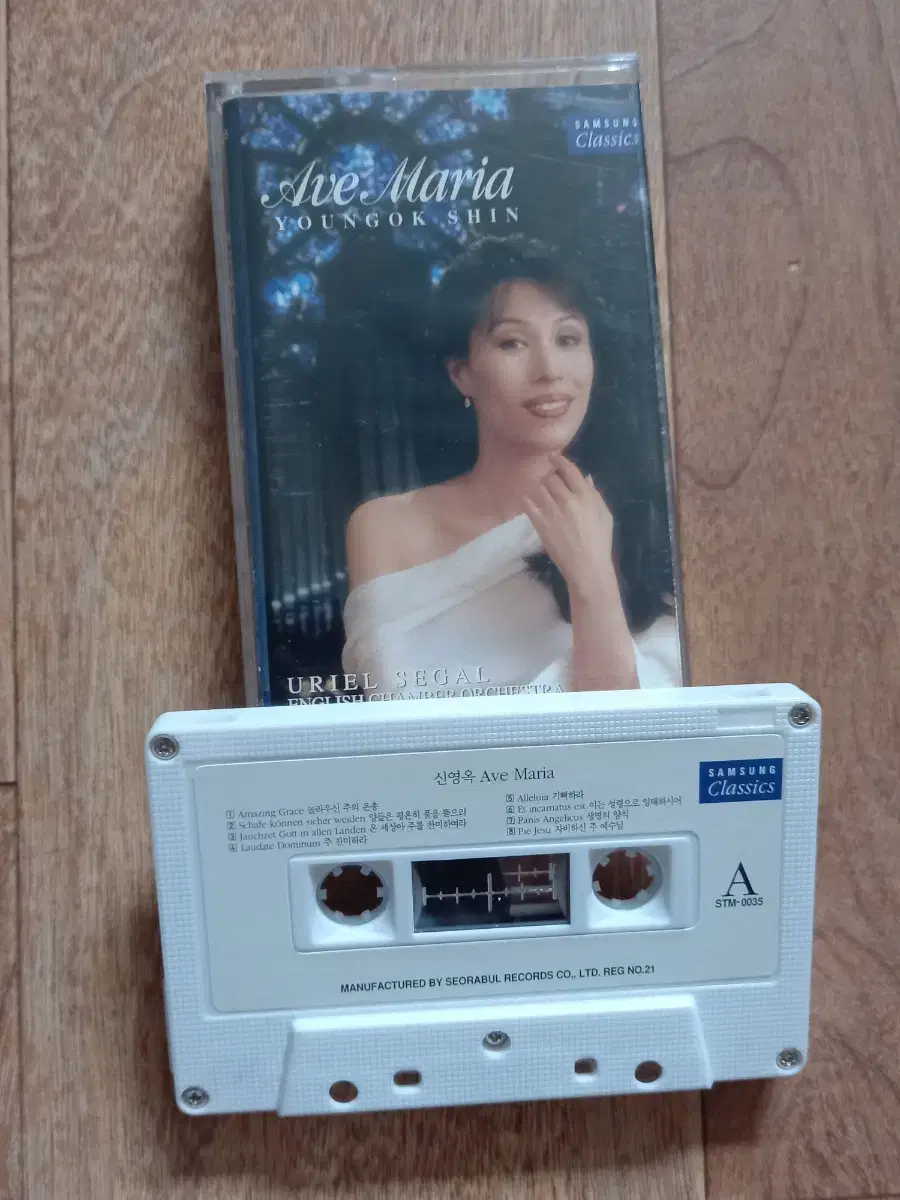 SAMSUNG
Classics
Ave Maria
YOUNGOK SHIN
URIEL SEGAL
ENGLISH CHAMBER ORCHESTRA
신영옥 Ave Maria
SAMSUNG
Classics
1 Amazing Grace 놀라우신 주의 은총
2 Schafe können sicher weiden 양들은 평온히 풀을 뜯으리
3 Jauchzet Gott in allen Landen 온 세상아 주를 찬미하여라
4 Laudate Dominum 주 찬미하라
5 Alleluia 기뻐하라
6 Et incarnatus est 이는 성령으로 잉태하시어
7 Panis Angelicus 생명의 양식
8 Pie Jesu 자비하신 주 예수님
A
STM-0035
MANUFACTURED BY SEORABUL RECORDS CO,. LTD. REG NO.21